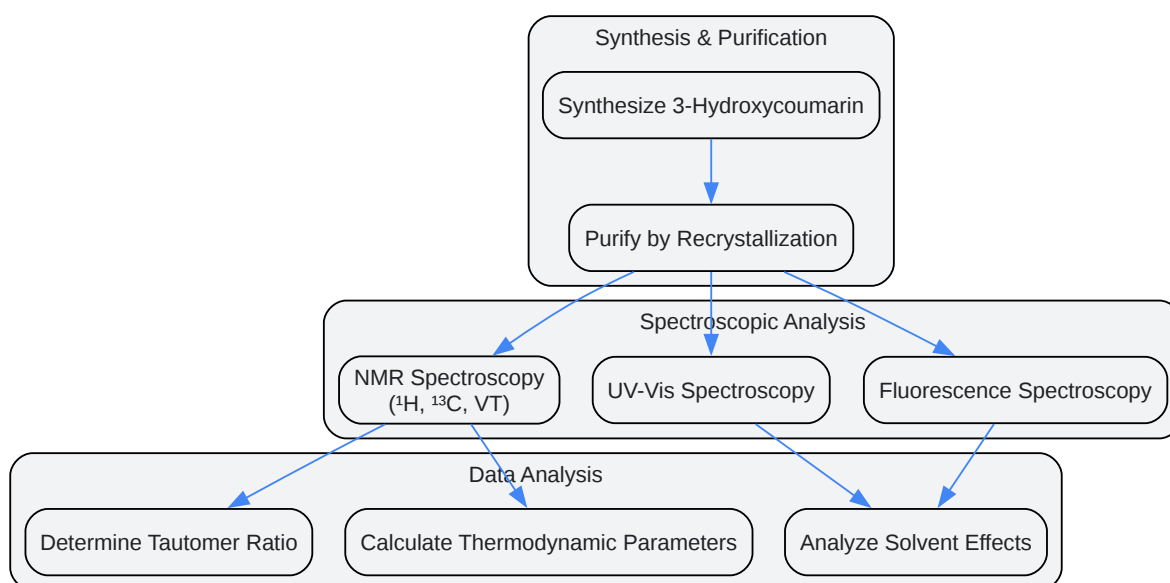 Synthesis & Purification
Synthesize 3-Hydroxycoumarin
Purify by Recrystallization
Spectroscopic Analysis
NMR Spectroscopy
(¹H, ¹³C, VT)
UV-Vis Spectroscopy
Fluorescence Spectroscopy
Data Analysis
Determine Tautomer Ratio
Calculate Thermodynamic Parameters
Analyze Solvent Effects